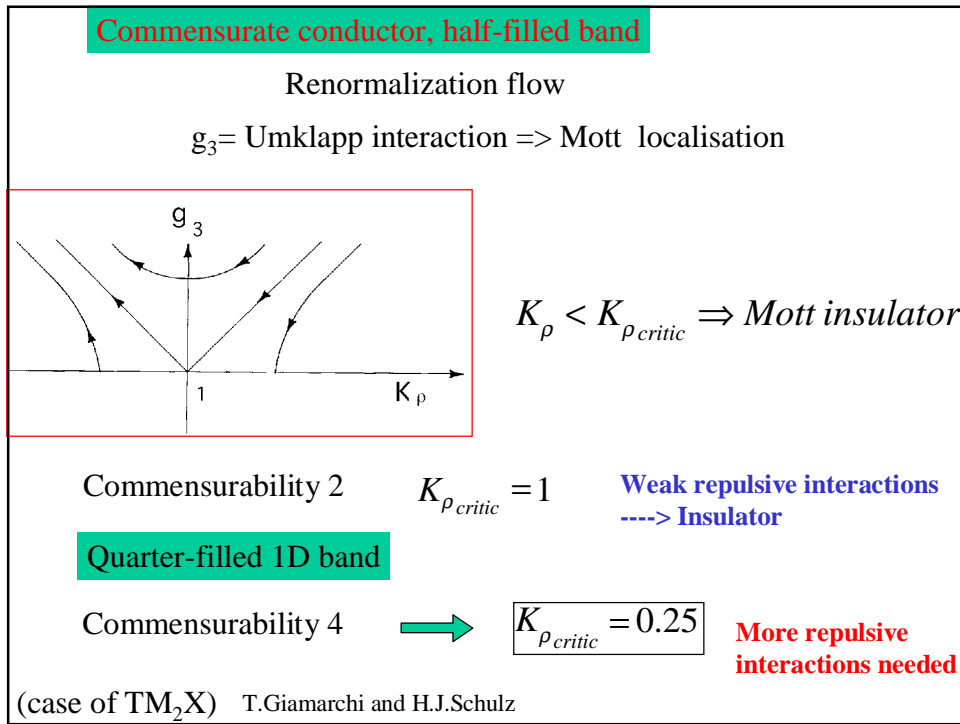 Commensurate conductor, half-filled band
Renormalization flow
g₃= Umklapp interaction => Mott localisation
g₃
1
Kρ
Kρcritic
Kρ < Kρcritic ⇒ Mott insulator
Commensurability 2 Kρcritic = 1 Weak repulsive interactions
----> Insulator
Quarter-filled 1D band
Commensurability 4 Kρcritic = 0.25 More repulsive
interactions needed
(case of TM₂X) T.Giamarchi and H.J.Schulz